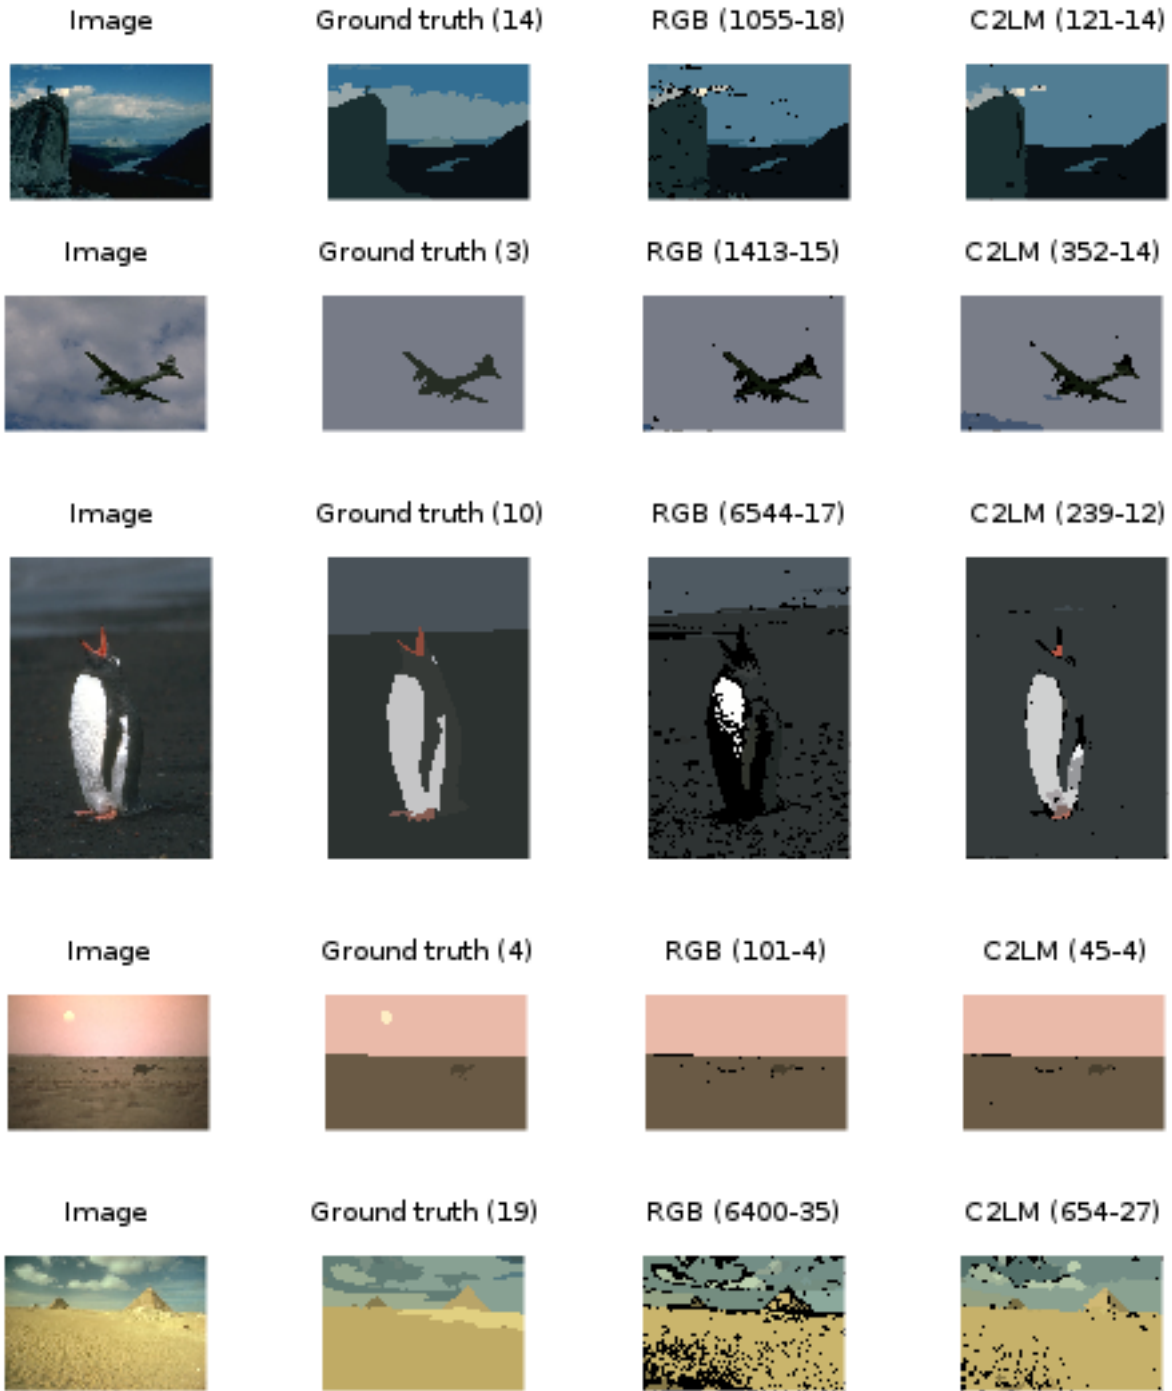 Image Ground truth (14) RGB (1055-18) C2LM (121-14)
Image Ground truth (3) RGB (1413-15) C2LM (352-14)
Image Ground truth (10) RGB (6544-17) C2LM (239-12)
Image Ground truth (4) RGB (101-4) C2LM (45-4)
Image Ground truth (19) RGB (6400-35) C2LM (654-27)